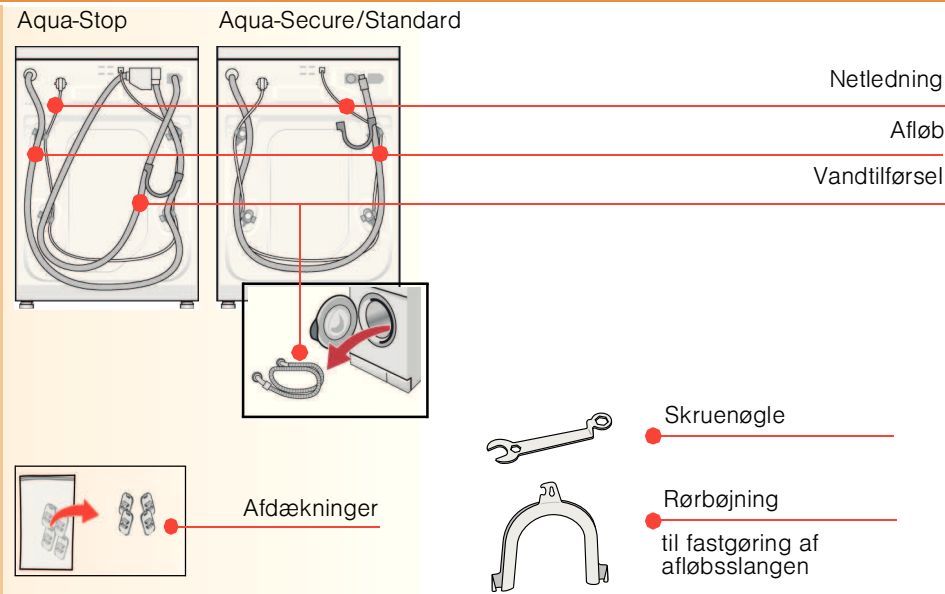 Aqua-Stop
Aqua-Secure/Standard
Netledning
Afløb
Vandtilførsel
Skruenøgle
Afdækninger
Rørbøjning
til fastgøring af
afløbsslangen